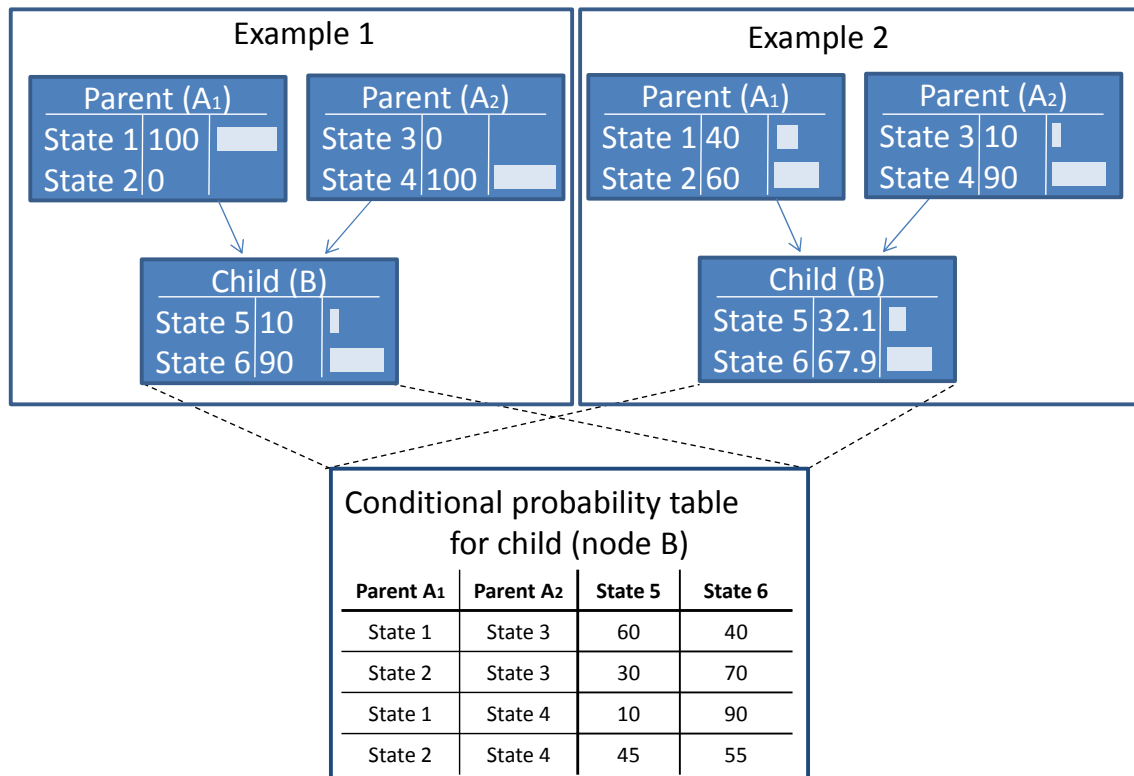 Example 1
Parent (A1)
State 1 100
State 2 0
Parent (A2)
State 3 0
State 4 100
Child (B)
State 5 10
State 6 90
Example 2
Parent (A1)
State 1 40
State 2 60
Parent (A2)
State 3 10
State 4 90
Child (B)
State 5 32.1
State 6 67.9
Conditional probability table
for child (node B)
Parent A1 Parent A2 State 5 State 6
State 1 State 3 60 40
State 2 State 3 30 70
State 1 State 4 10 90
State 2 State 4 45 55